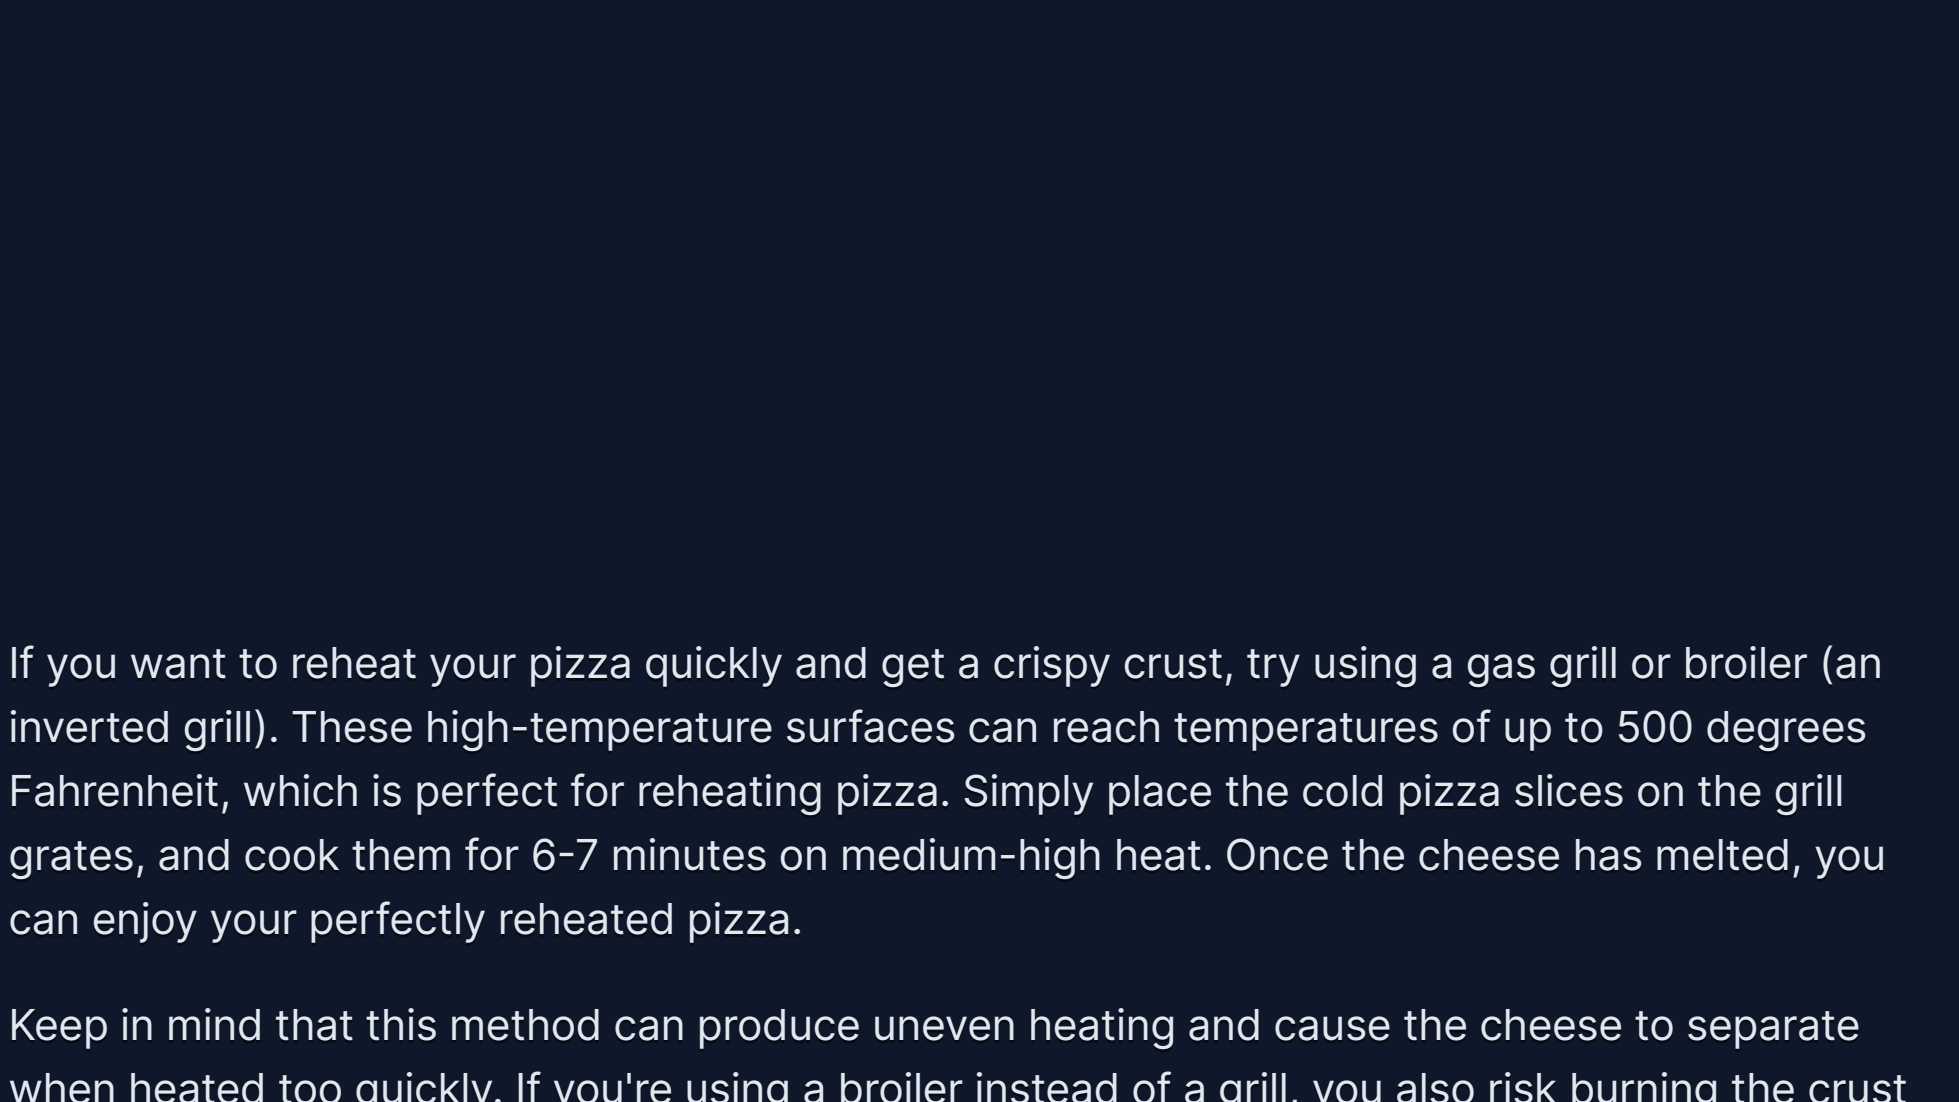 If you want to reheat your pizza quickly and get a crispy crust, try using a gas grill or broiler (an
inverted grill). These high-temperature surfaces can reach temperatures of up to 500 degrees
Fahrenheit, which is perfect for reheating pizza. Simply place the cold pizza slices on the grill
grates, and cook them for 6-7 minutes on medium-high heat. Once the cheese has melted, you
can enjoy your perfectly reheated pizza.
Keep in mind that this method can produce uneven heating and cause the cheese to separate
when heated too quickly. If you're using a broiler instead of a grill, you also risk burning the crust